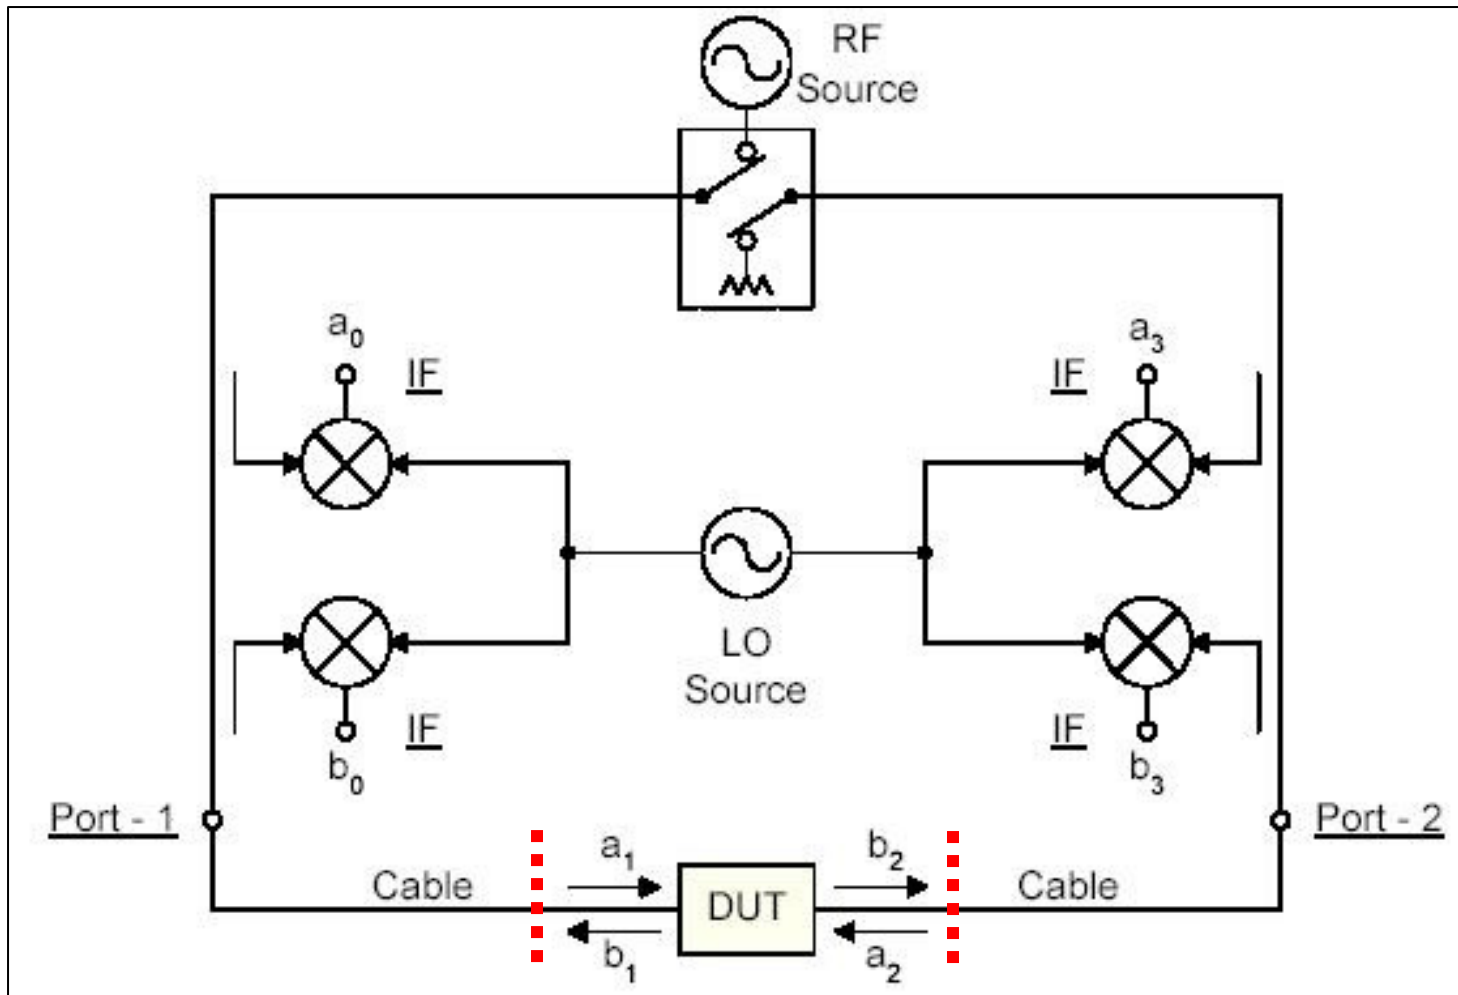 RF
Source
a₀
IF
IF
a₃
LO
Source
b₀
IF
IF
b₃
Port - 1
Port - 2
Cable
a₁
b₂
Cable
DUT
b₁
a₂